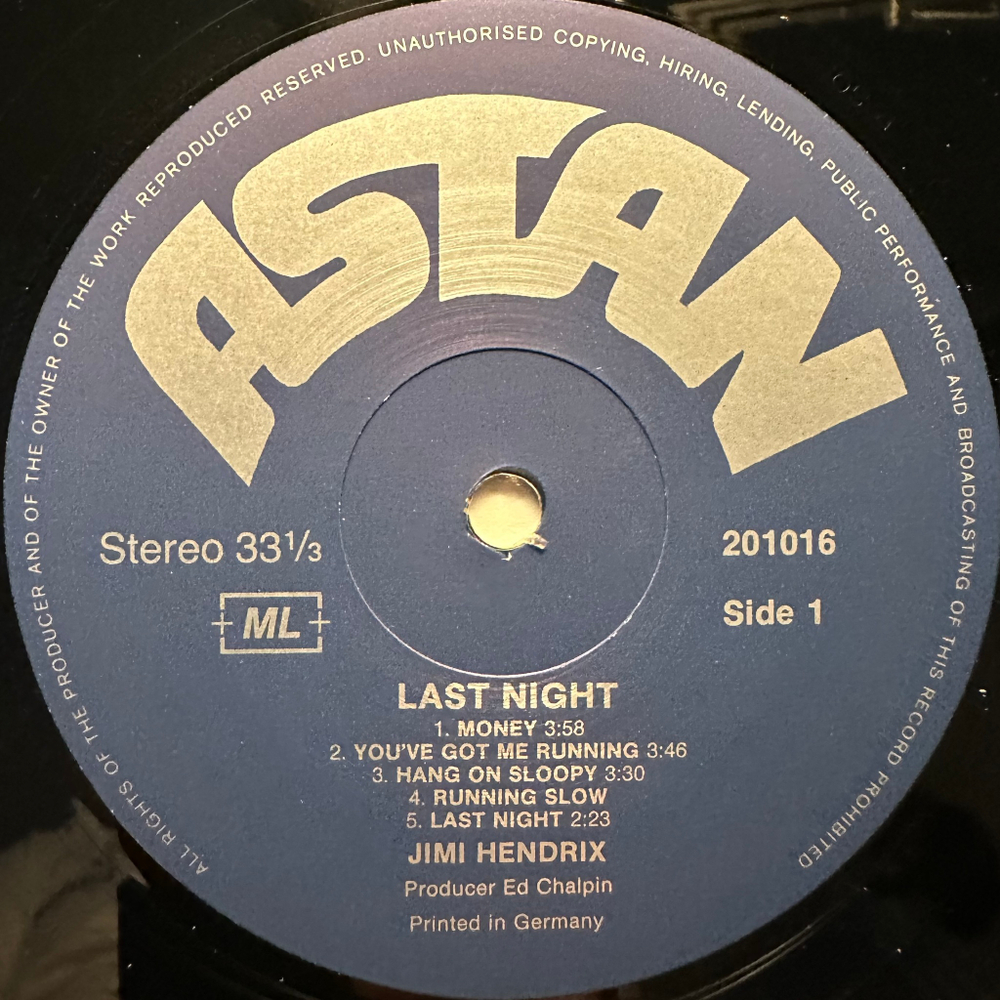 ALL RIGHTS OF THE PRODUCER AND OF THE OWNER OF THE WORK REPRODUCED RESERVED. UNAUTHORISED COPYING, HIRING, LENDING, PUBLIC PERFORMANCE AND BROADCASTING OF THIS RECORD PROHIBITED
ASTAN
Stereo 33⅓
201016
ML
Side 1
LAST NIGHT
1. MONEY 3:58
2. YOU'VE GOT ME RUNNING 3:46
3. HANG ON SLOOPY 3:30
4. RUNNING SLOW
5. LAST NIGHT 2:23
JIMI HENDRIX
Producer Ed Chalpin
Printed in Germany